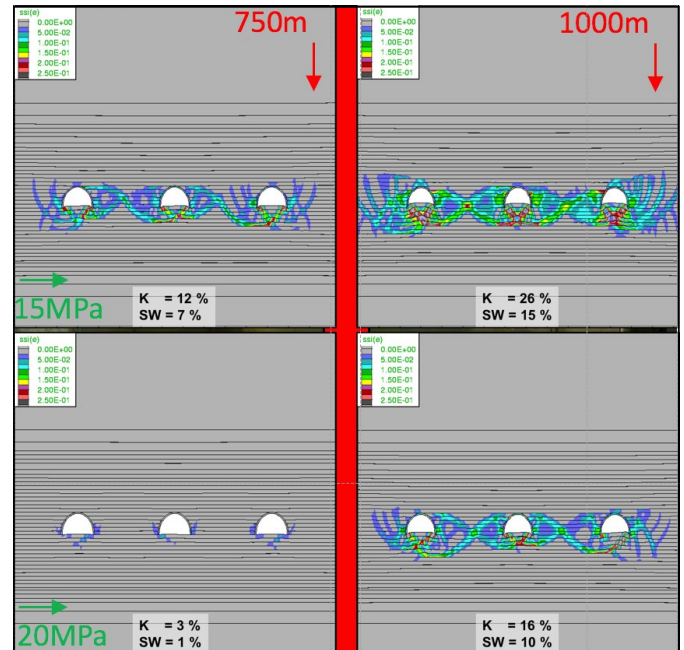 ssi(ø)
0.00E+00
5.00E-02
1.00E-01
1.50E-01
2.00E-01
2.50E-01
750m
15MPa
K = 12 %
SW = 7 %
ssi(ø)
0.00E+00
5.00E-02
1.00E-01
1.50E-01
2.00E-01
2.50E-01
1000m
K = 26 %
SW = 15 %
ssi(ø)
0.00E+00
5.00E-02
1.00E-01
1.50E-01
2.00E-01
2.50E-01
20MPa
K = 3 %
SW = 1 %
ssi(ø)
0.00E+00
5.00E-02
1.00E-01
1.50E-01
2.00E-01
2.50E-01
K = 16 %
SW = 10 %